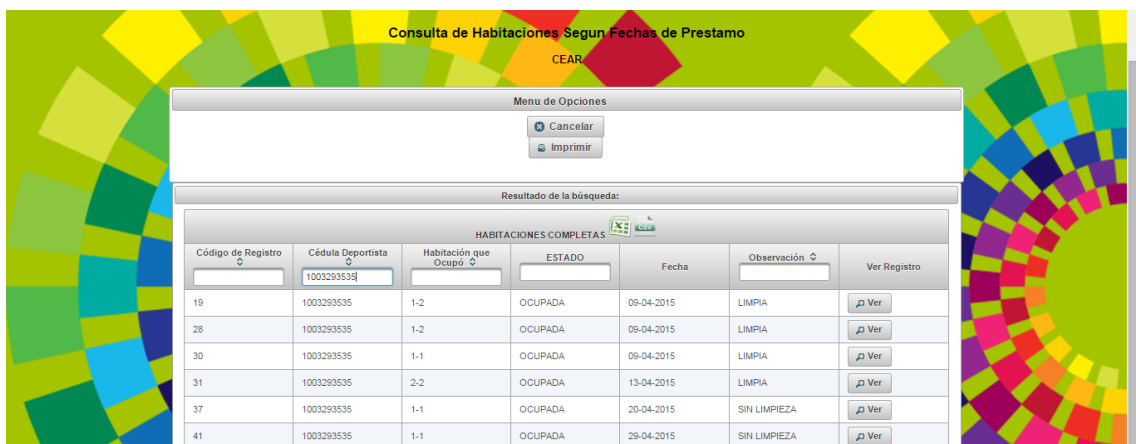 Consulta de Habitaciones Segun Fechas de Prestamo
CEAR
Menu de Opciones
Cancelar
Imprimir
Resultado de la búsqueda:
HABITACIONES COMPLETAS CSV
Código de Registro Cédula Deportista Habitación que Ocupó ESTADO Fecha Observación Ver Registro
1003293535
19 1003293535 1-2 OCUPADA 09-04-2015 LIMPIA Ver
28 1003293535 1-2 OCUPADA 09-04-2015 LIMPIA Ver
30 1003293535 1-1 OCUPADA 09-04-2015 LIMPIA Ver
31 1003293535 2-2 OCUPADA 13-04-2015 LIMPIA Ver
37 1003293535 1-1 OCUPADA 20-04-2015 SIN LIMPIEZA Ver
41 1003293535 1-1 OCUPADA 29-04-2015 SIN LIMPIEZA Ver